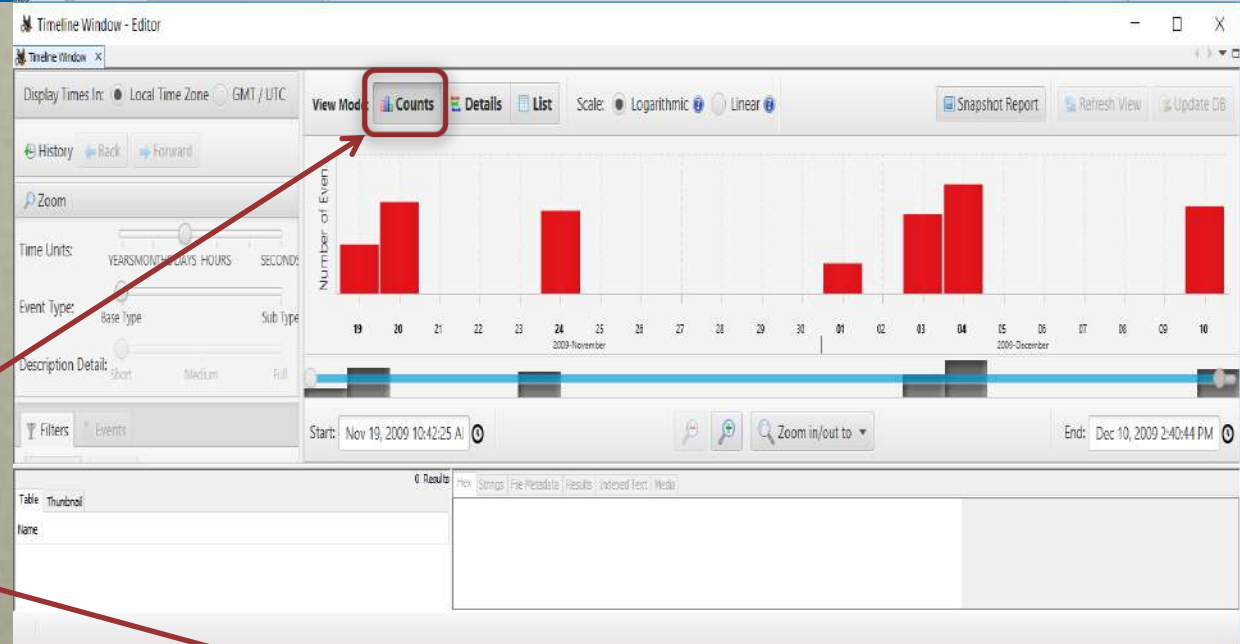 Timeline Window - Editor
Timeline Window X
Display Times In: Local Time Zone GMT / UTC
View Mode: Counts Details List Scale: Logarithmic Linear Snapshot Report Refresh View Update DB
History Back Forward
Zoom
Time Units:
YEARS MONTHS DAYS HOURS SECONDS
Event Type:
Base Type Sub Type
Description Detail:
Short Medium Full
Number of Even
19 20 21 22 23 24 25 26 27 28 29 30 01 02 03 04 05 06 07 08 09 10
2009-November 2009-December
Filters Events
Start: Nov 19, 2009 10:42:25 A Zoom in/out to End: Dec 10, 2009 2:40:44 PM
0 Results
Table Thumbnail
Hex Strings File Metadata Results Indexed Text Media
Name